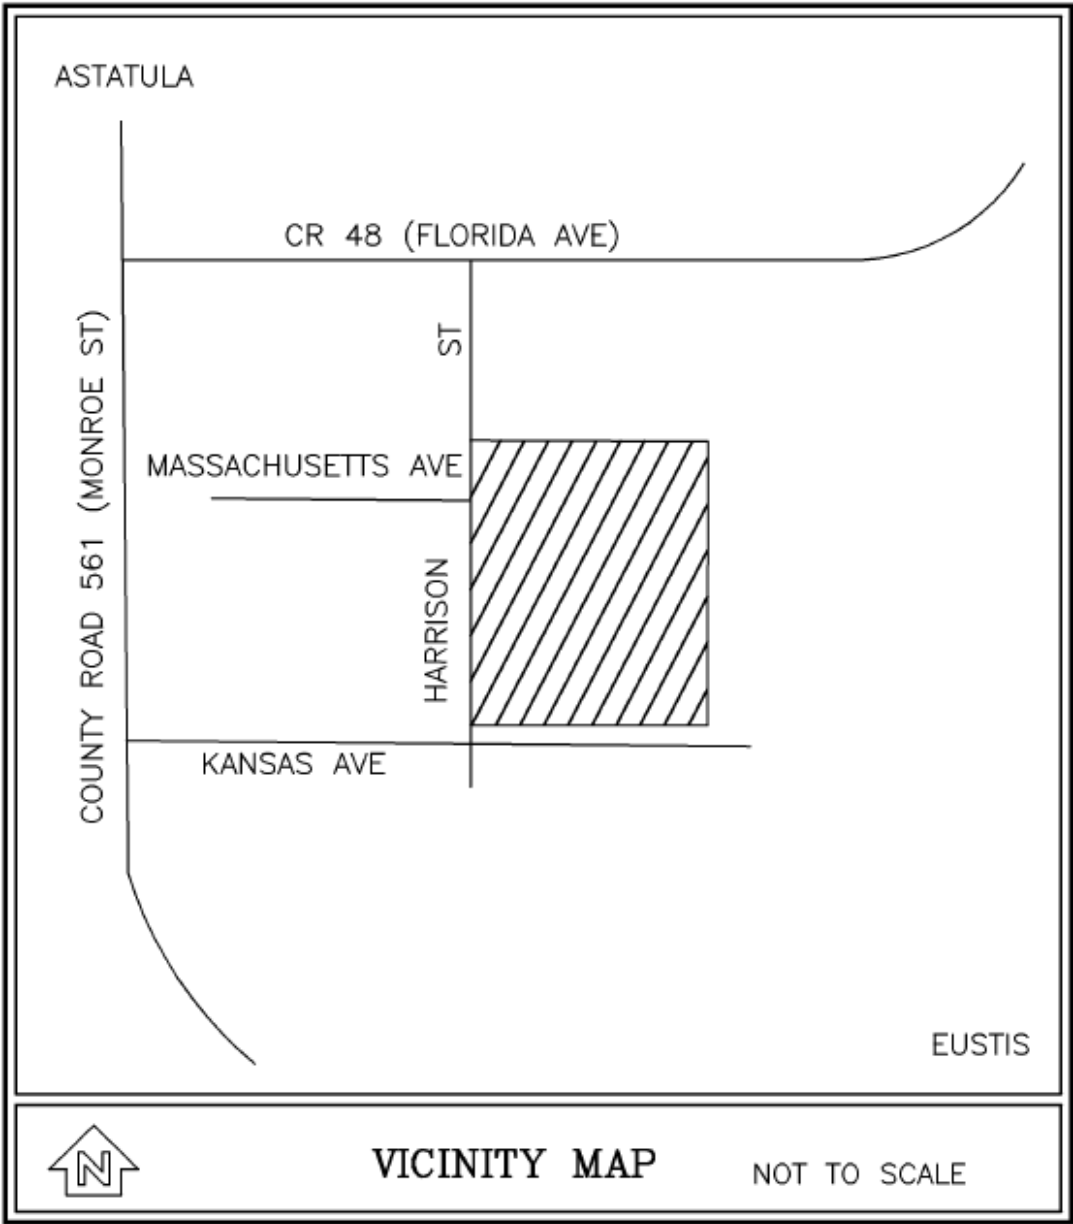 ASTATULA
CR 48 (FLORIDA AVE)
COUNTY ROAD 561 (MONROE ST)
HARRISON ST
MASSACHUSETTS AVE
KANSAS AVE
EUSTIS
N
VICINITY MAP
NOT TO SCALE